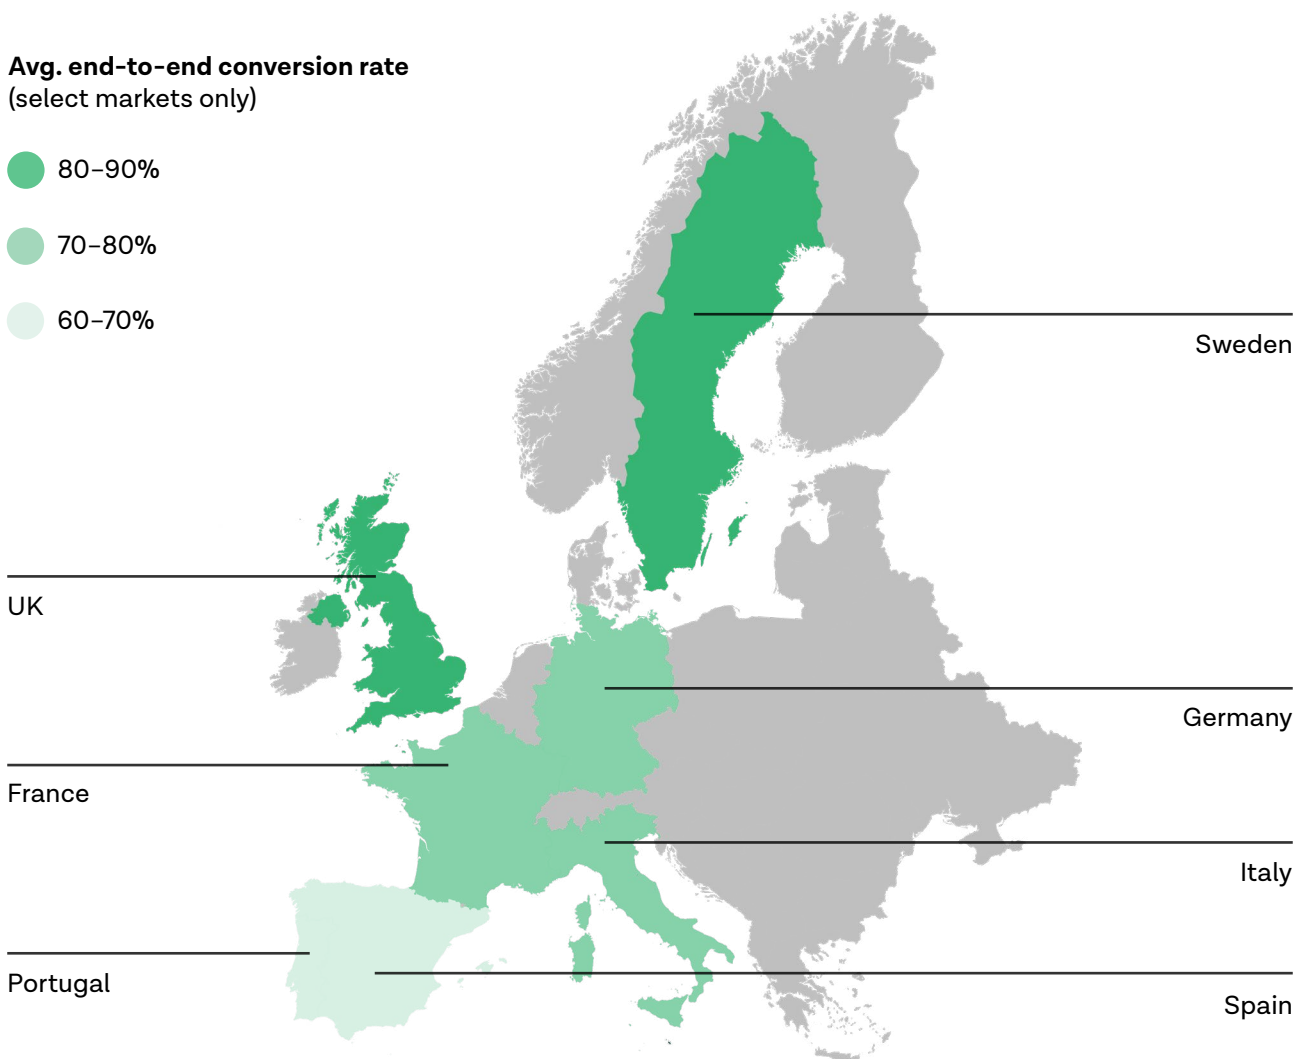 Avg. end-to-end conversion rate
(select markets only)
80–90%
70–80%
60–70%
Sweden
UK
Germany
France
Italy
Portugal
Spain